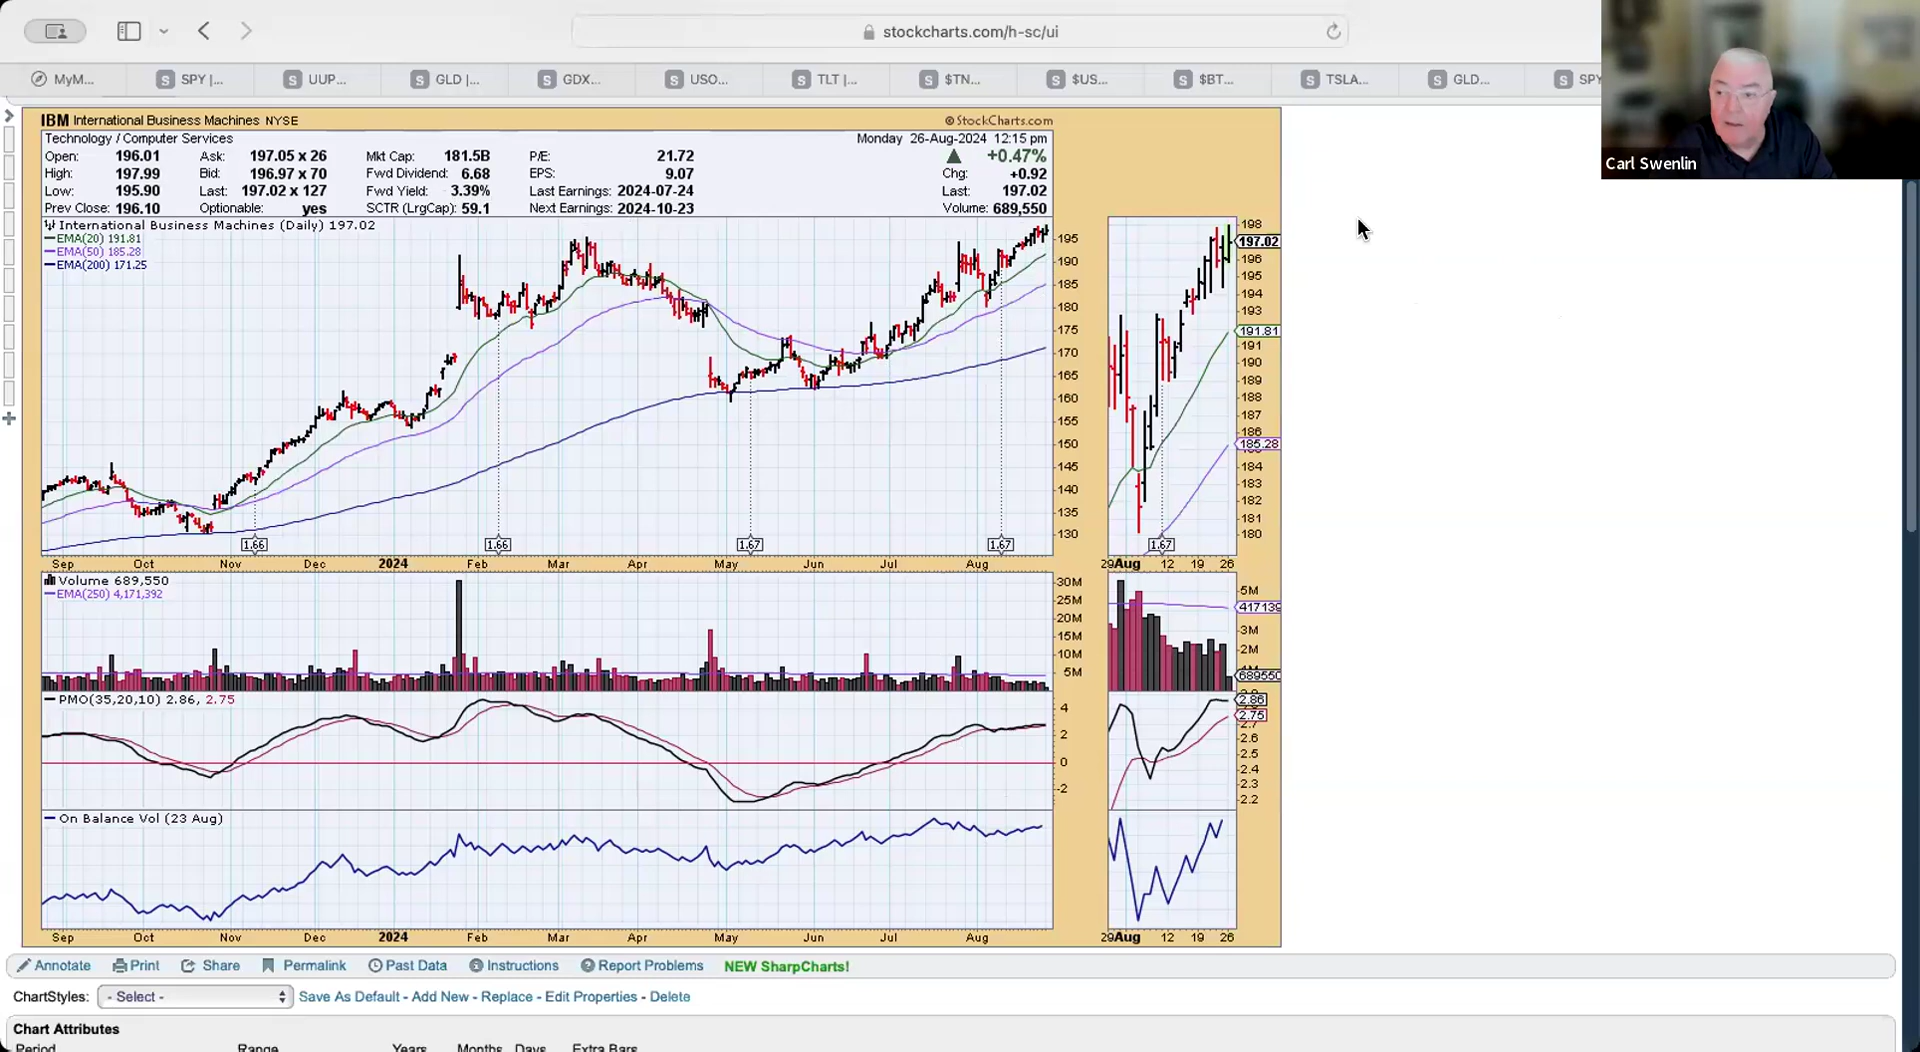 stockcharts.com/h-sc/ui
MyM... SPY |... UUP... GLD |... GDX... USO... TLT |... $TN... $US... $BT... TSLA... GLD... SPY
Carl Swenlin
IBM International Business Machines NYSE
© StockCharts.com
Technology / Computer Services
Monday 26-Aug-2024 12:15 pm
Open: 196.01 Ask: 197.05 x 26 Mkt Cap: 181.5B P/E: 21.72 ▲ +0.47%
High: 197.99 Bid: 196.97 x 70 Fwd Dividend: 6.68 EPS: 9.07 Chg: +0.92
Low: 195.90 Last: 197.02 x 127 Fwd Yield: 3.39% Last Earnings: 2024-07-24 Last: 197.02
Prev Close: 196.10 Optionable: yes SCTR (LrgCap): 59.1 Next Earnings: 2024-10-23 Volume: 689,550
International Business Machines (Daily) 197.02
EMA(20) 191.81
EMA(50) 185.28
EMA(200) 171.25
195
190
185
180
175
170
165
160
155
150
145
140
135
130
198
197.02
196
195
194
193
191.81
191
190
189
188
187
186
185.28
184
183
182
181
180
1.66 1.66 1.67 1.67 1.67
Sep Oct Nov Dec 2024 Feb Mar Apr May Jun Jul Aug
29 Aug 12 19 26
Volume 689,550
EMA(250) 4,171,392
30M
25M
20M
15M
10M
5M
5M
417139
3M
2M
689550
PMO(35,20,10) 2.86, 2.75
4
2
0
-2
2.86
2.75
2.6
2.5
2.4
2.3
2.2
On Balance Vol (23 Aug)
Sep Oct Nov Dec 2024 Feb Mar Apr May Jun Jul Aug
29 Aug 12 19 26
Annotate Print Share Permalink Past Data Instructions Report Problems NEW SharpCharts!
ChartStyles: - Select - Save As Default - Add New - Replace - Edit Properties - Delete
Chart Attributes
Period Range Years Months Days Extra Bars